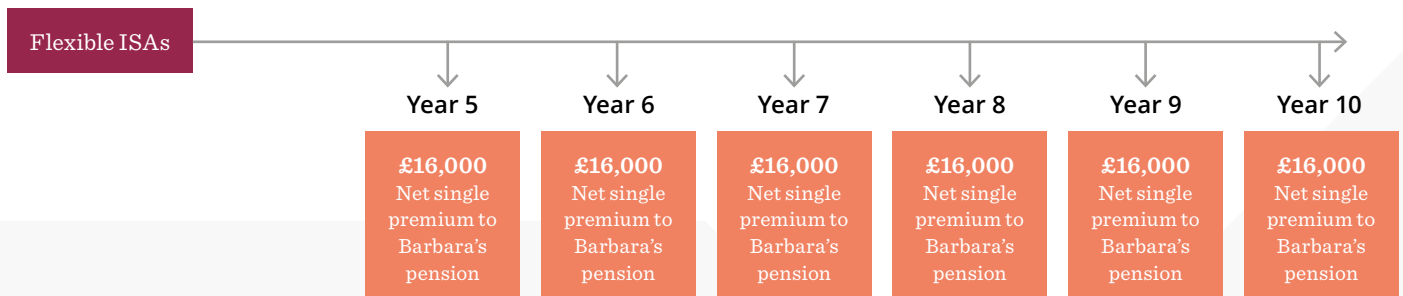 Flexible ISAs
Year 5
Year 6
Year 7
Year 8
Year 9
Year 10
£16,000
Net single
premium to
Barbara’s
pension
£16,000
Net single
premium to
Barbara’s
pension
£16,000
Net single
premium to
Barbara’s
pension
£16,000
Net single
premium to
Barbara’s
pension
£16,000
Net single
premium to
Barbara’s
pension
£16,000
Net single
premium to
Barbara’s
pension